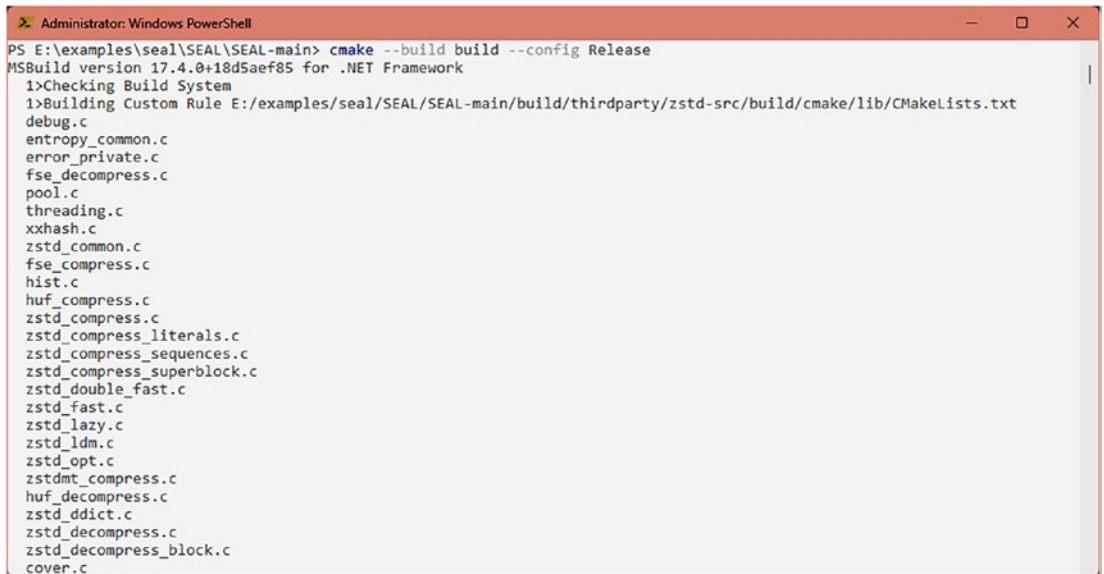 Administrator: Windows PowerShell
PS E:\examples\seal\SEAL\SEAL-main> cmake --build build --config Release
MSBuild version 17.4.0+18d5aef85 for .NET Framework
1>Checking Build System
1>Building Custom Rule E:/examples/seal/SEAL/SEAL-main/build/thirdparty/zstd-src/build/cmake/lib/CMakeLists.txt
debug.c
entropy_common.c
error_private.c
fse_decompress.c
pool.c
threading.c
xxhash.c
zstd_common.c
fse_compress.c
hist.c
huf_compress.c
zstd_compress.c
zstd_compress_literals.c
zstd_compress_sequences.c
zstd_compress_superblock.c
zstd_double_fast.c
zstd_fast.c
zstd_lazy.c
zstd_ldm.c
zstd_opt.c
zstdmt_compress.c
huf_decompress.c
zstd_ddict.c
zstd_decompress.c
zstd_decompress_block.c
cover.c